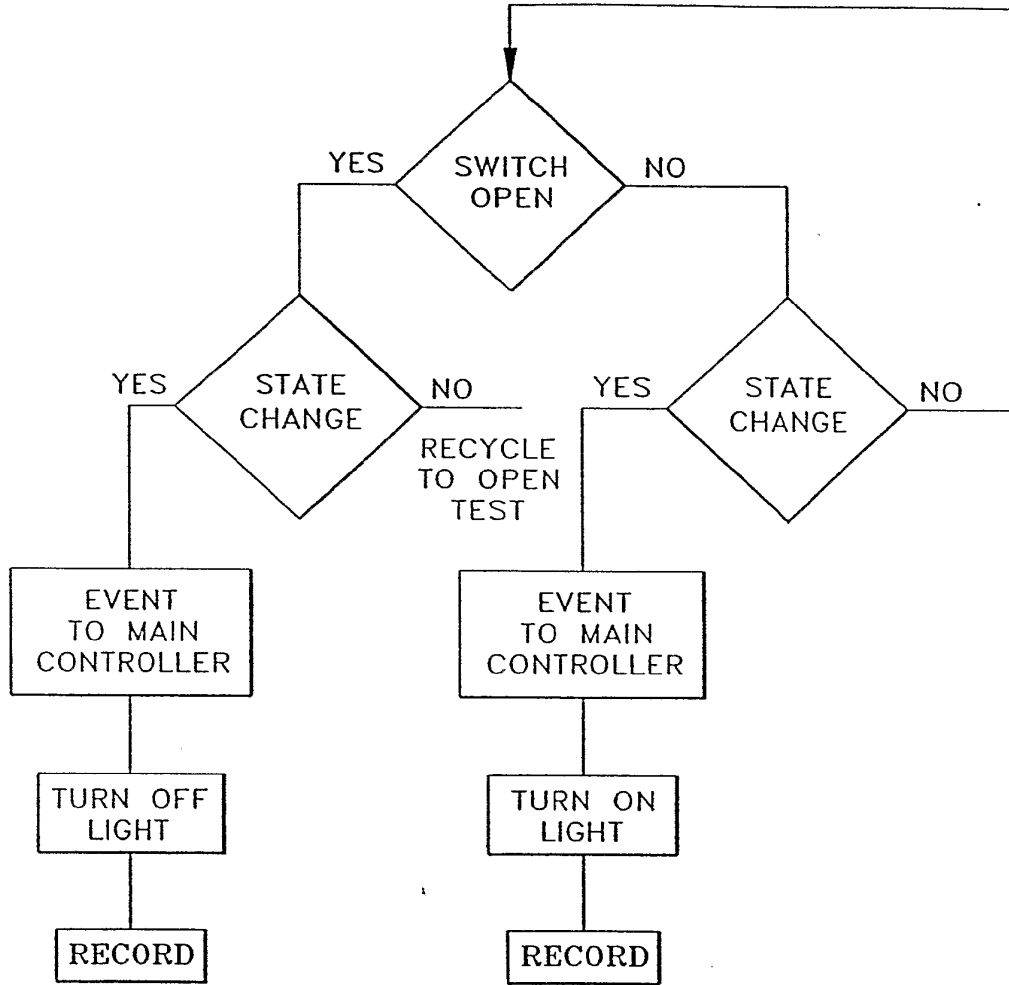 SWITCH
OPEN
YES
NO
STATE
CHANGE
YES
NO
RECYCLE
TO OPEN
TEST
STATE
CHANGE
YES
NO
EVENT
TO MAIN
CONTROLLER
TURN OFF
LIGHT
RECORD
EVENT
TO MAIN
CONTROLLER
TURN ON
LIGHT
RECORD